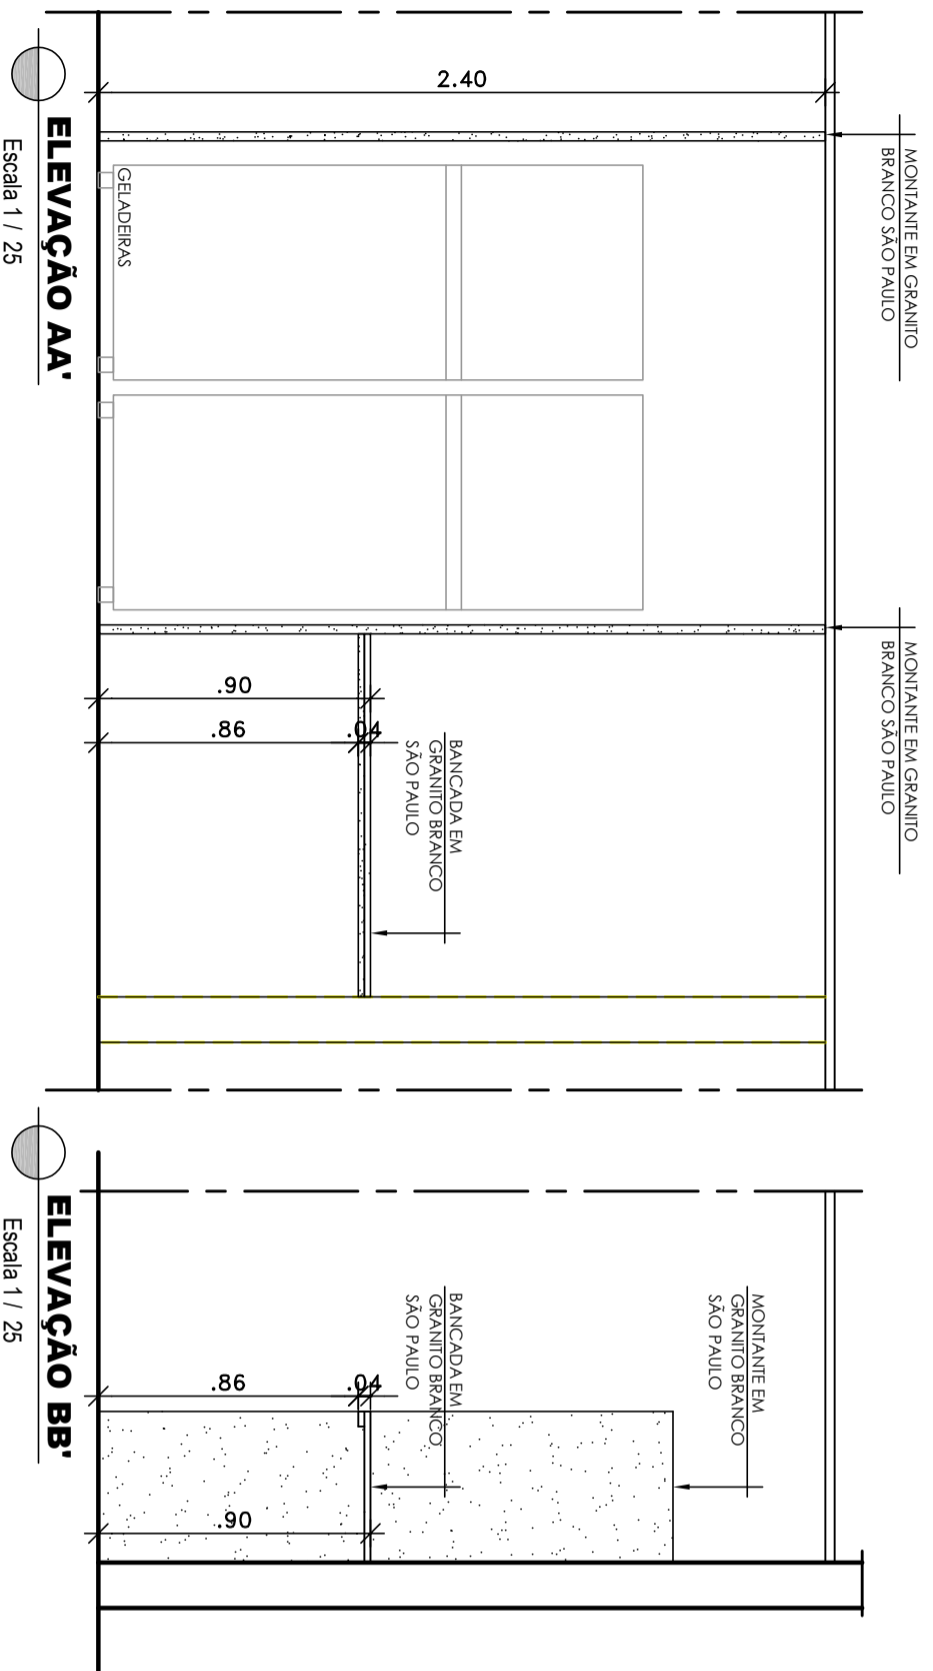 MONTANTE EM GRANITO
BRANCO SÃO PAULO
MONTANTE EM GRANITO
BRANCO SÃO PAULO
2.40
GELADEIRAS
BANCADA EM
GRANITO BRANCO
SÃO PAULO
.90
.86
.04
ELEVAÇÃO AA'
Escala 1 / 25
MONTANTE EM
GRANITO BRANCO
SÃO PAULO
BANCADA EM
GRANITO BRANCO
SÃO PAULO
.04
.86
.90
ELEVAÇÃO BB'
Escala 1 / 25